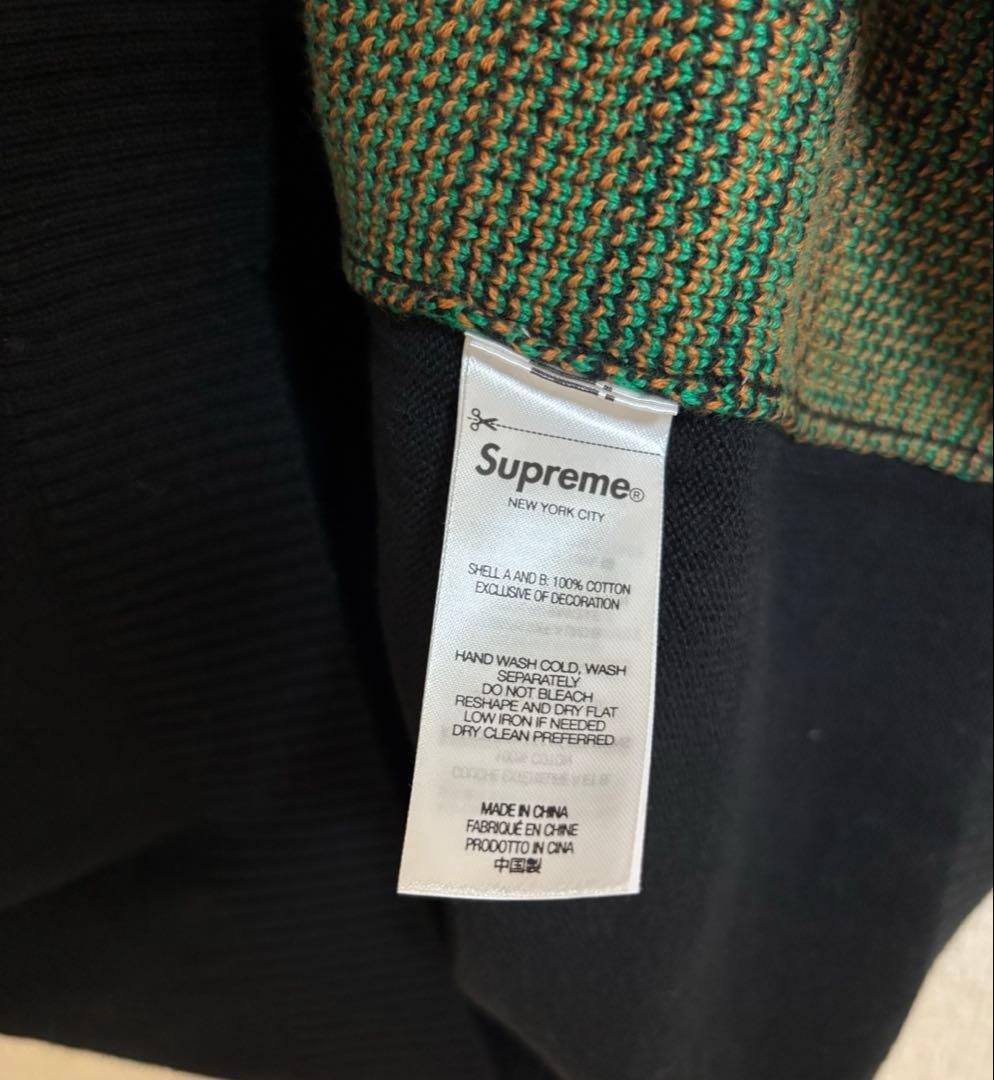 Supreme®
NEW YORK CITY
SHELL A AND B: 100% COTTON
EXCLUSIVE OF DECORATION
HAND WASH COLD, WASH
SEPARATELY
DO NOT BLEACH
RESHAPE AND DRY FLAT
LOW IRON IF NEEDED
DRY CLEAN PREFERRED
MADE IN CHINA
FABRIQUÉ EN CHINE
PRODOTTO IN CINA
中国製